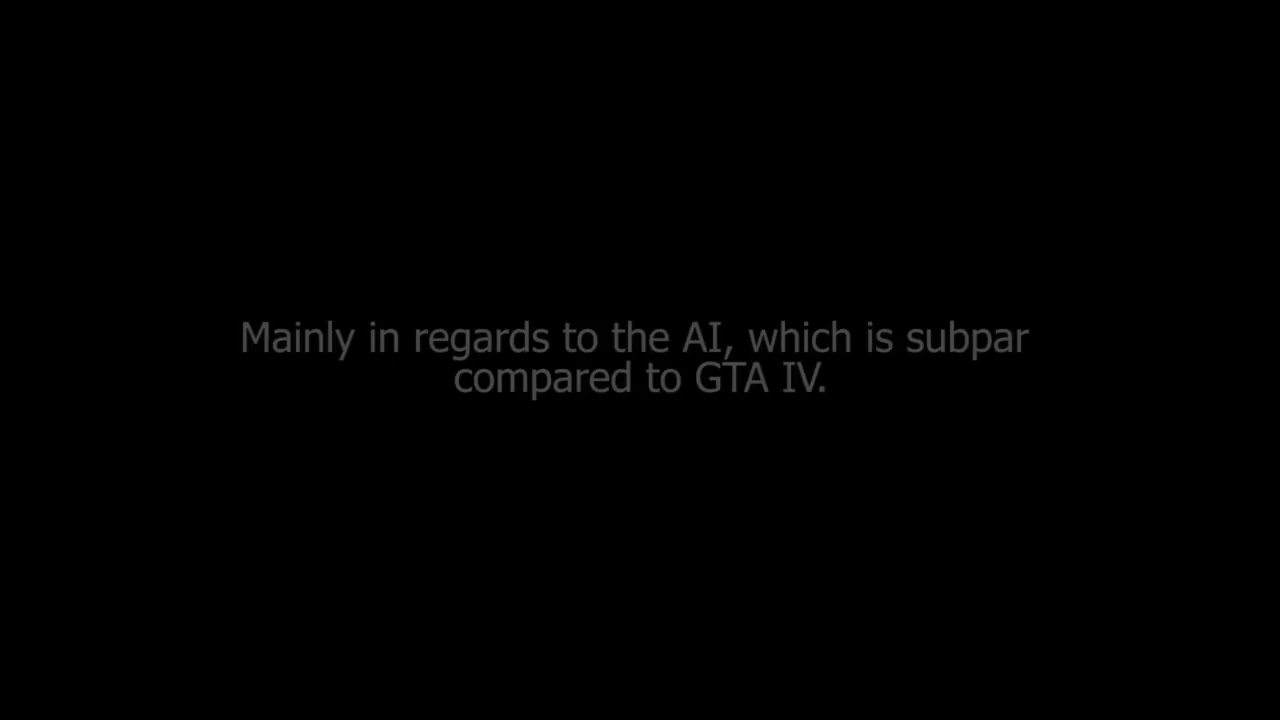 Mainly in regards to the AI, which is subpar
compared to GTA IV.